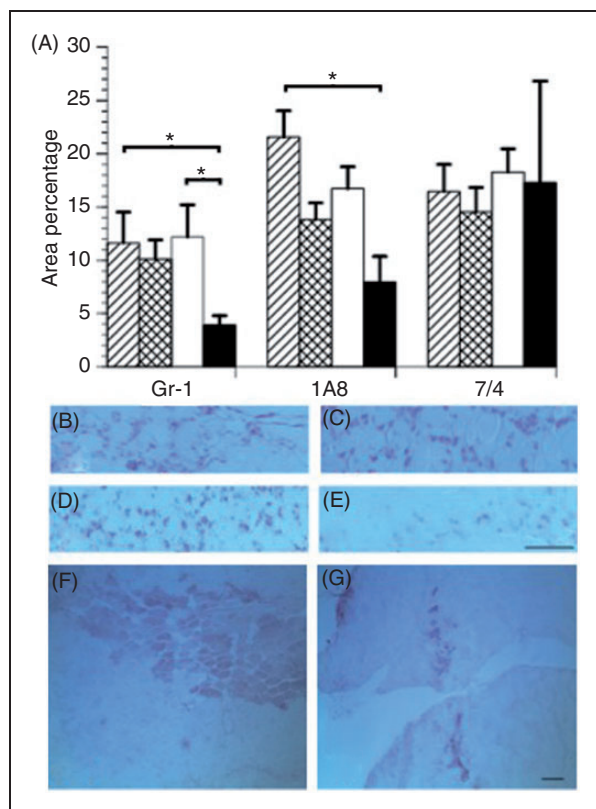 (A)
30
25
20
15
10
5
0
Area percentage
*
*
*
Gr-1
1A8
7/4
(B)
(C)
(D)
(E)
(F)
(G)